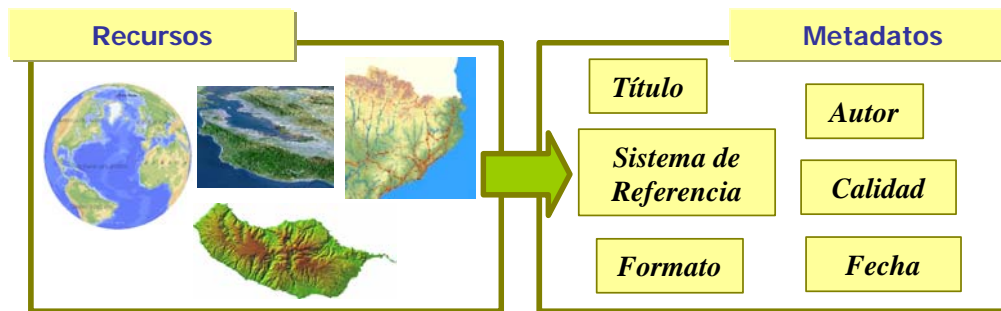 Recursos
Metadatos
Título
Autor
Sistema de
Referencia
Calidad
Formato
Fecha